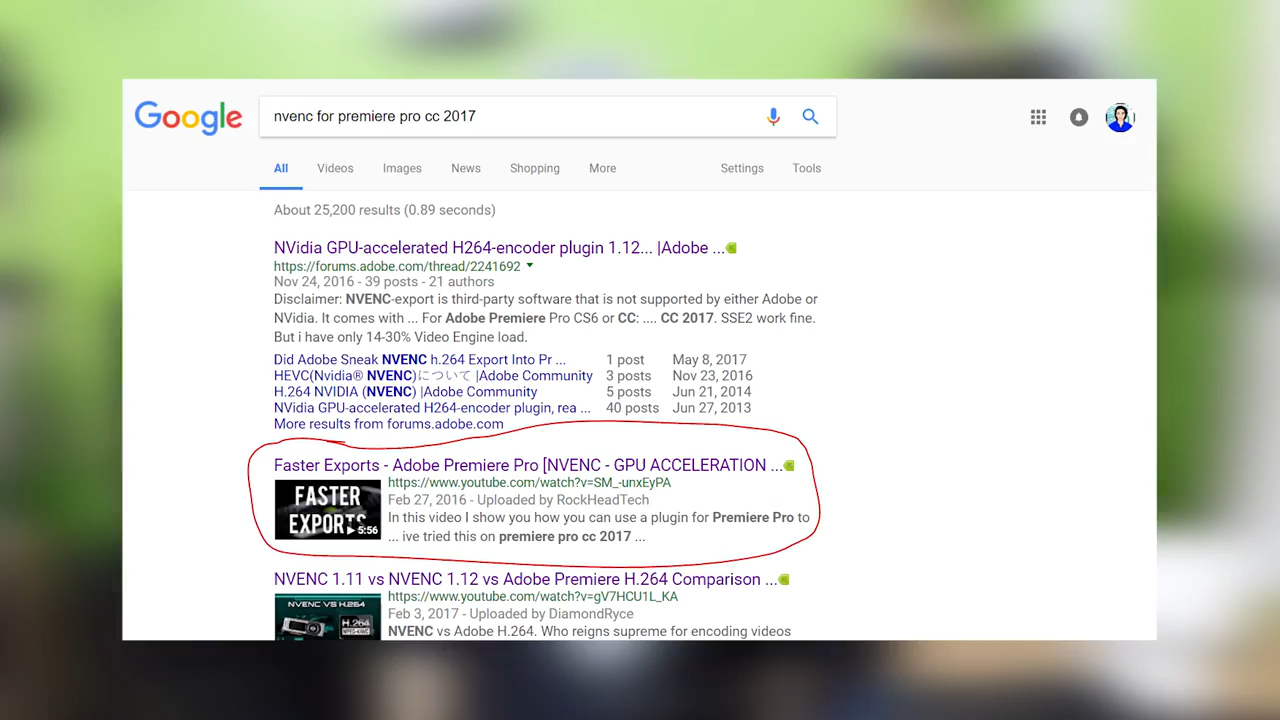 Google
nvenc for premiere pro cc 2017
All Videos Images News Shopping More Settings Tools
About 25,200 results (0.89 seconds)
NVidia GPU-accelerated H264-encoder plugin 1.12... |Adobe ...
https://forums.adobe.com/thread/2241692
Nov 24, 2016 - 39 posts - 21 authors
Disclaimer: NVENC-export is third-party software that is not supported by either Adobe or
NVidia. It comes with ... For Adobe Premiere Pro CS6 or CC: .... CC 2017. SSE2 work fine.
But i have only 14-30% Video Engine load.
Did Adobe Sneak NVENC h.264 Export Into Pr ... 1 post May 8, 2017
HEVC(Nvidia® NVENC)について |Adobe Community 3 posts Nov 23, 2016
H.264 NVIDIA (NVENC) |Adobe Community 5 posts Jun 21, 2014
NVidia GPU-accelerated H264-encoder plugin, rea ... 40 posts Jun 27, 2013
More results from forums.adobe.com
Faster Exports - Adobe Premiere Pro [NVENC - GPU ACCELERATION ...
https://www.youtube.com/watch?v=SM_-unxEyPA
FASTER
EXPORTS
5:56
Feb 27, 2016 - Uploaded by RockHeadTech
In this video I show you how you can use a plugin for Premiere Pro to
... ive tried this on premiere pro cc 2017 ...
NVENC 1.11 vs NVENC 1.12 vs Adobe Premiere H.264 Comparison ...
https://www.youtube.com/watch?v=gV7HCU1L_KA
NVENC VS H.264
H.264
Feb 3, 2017 - Uploaded by DiamondRyce
NVENC vs Adobe H.264. Who reigns supreme for encoding videos